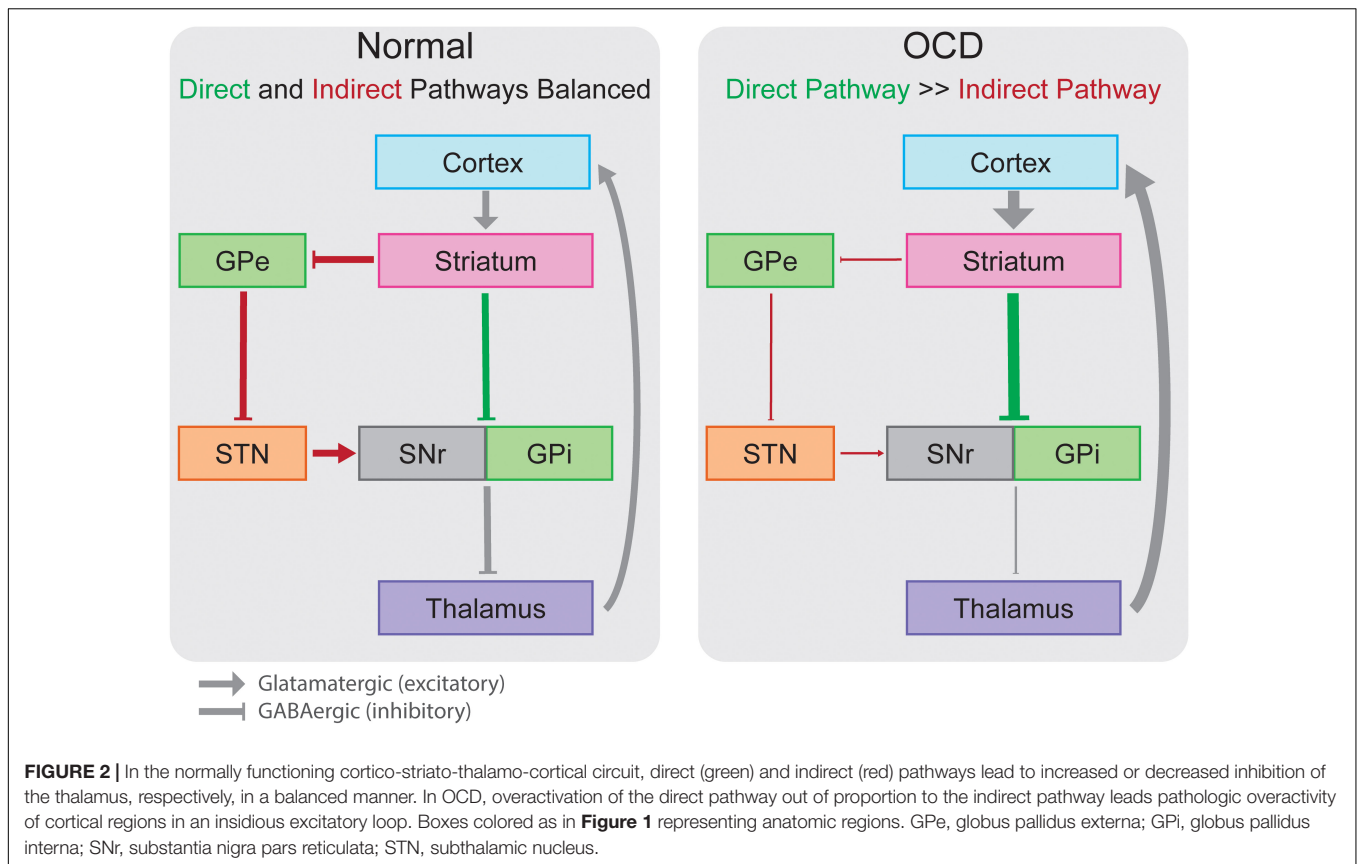 Normal
Direct and Indirect Pathways Balanced
Cortex
GPe
Striatum
STN
SNr
GPi
Thalamus
OCD
Direct Pathway >> Indirect Pathway
Cortex
GPe
Striatum
STN
SNr
GPi
Thalamus
Glatamatergic (excitatory)
GABAergic (inhibitory)
FIGURE 2 | In the normally functioning cortico-striato-thalamo-cortical circuit, direct (green) and indirect (red) pathways lead to increased or decreased inhibition of
the thalamus, respectively, in a balanced manner. In OCD, overactivation of the direct pathway out of proportion to the indirect pathway leads pathologic overactivity
of cortical regions in an insidious excitatory loop. Boxes colored as in Figure 1 representing anatomic regions. GPe, globus pallidus externa; GPi, globus pallidus
interna; SNr, substantia nigra pars reticulata; STN, subthalamic nucleus.